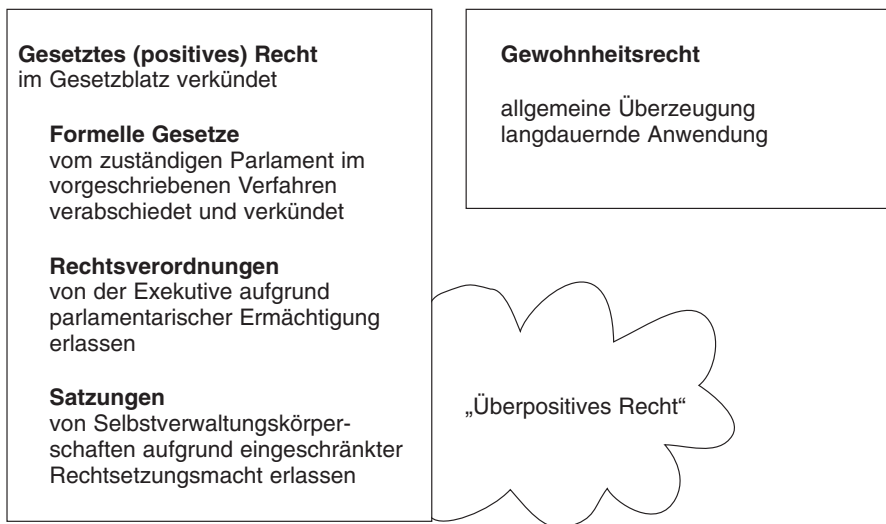 Gesetztes (positives) Recht
im Gesetzblatz verkündet
Formelle Gesetze
vom zuständigen Parlament im
vorgeschriebenen Verfahren
verabschiedet und verkündet
Rechtsverordnungen
von der Exekutive aufgrund
parlamentarischer Ermächtigung
erlassen
Satzungen
von Selbstverwaltungskörper-
schaften aufgrund eingeschränkter
Rechtsetzungsmacht erlassen
Gewohnheitsrecht
allgemeine Überzeugung
langdauernde Anwendung
„Überpositives Recht“